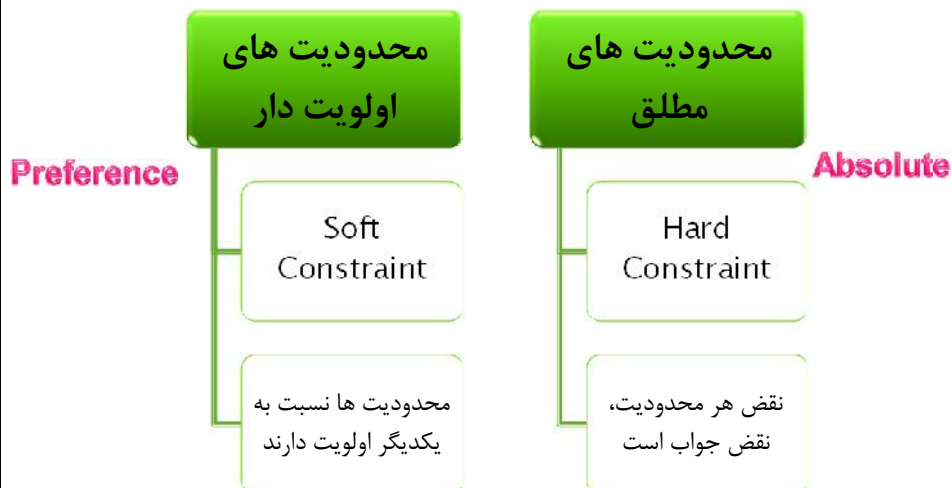 محدودیت های
مطلق
Absolute
Hard
Constraint
نقض هر محدودیت،
نقض جواب است
محدودیت های
اولویت دار
Preference
Soft
Constraint
محدودیت ها نسبت به
یکدیگر اولویت دارند